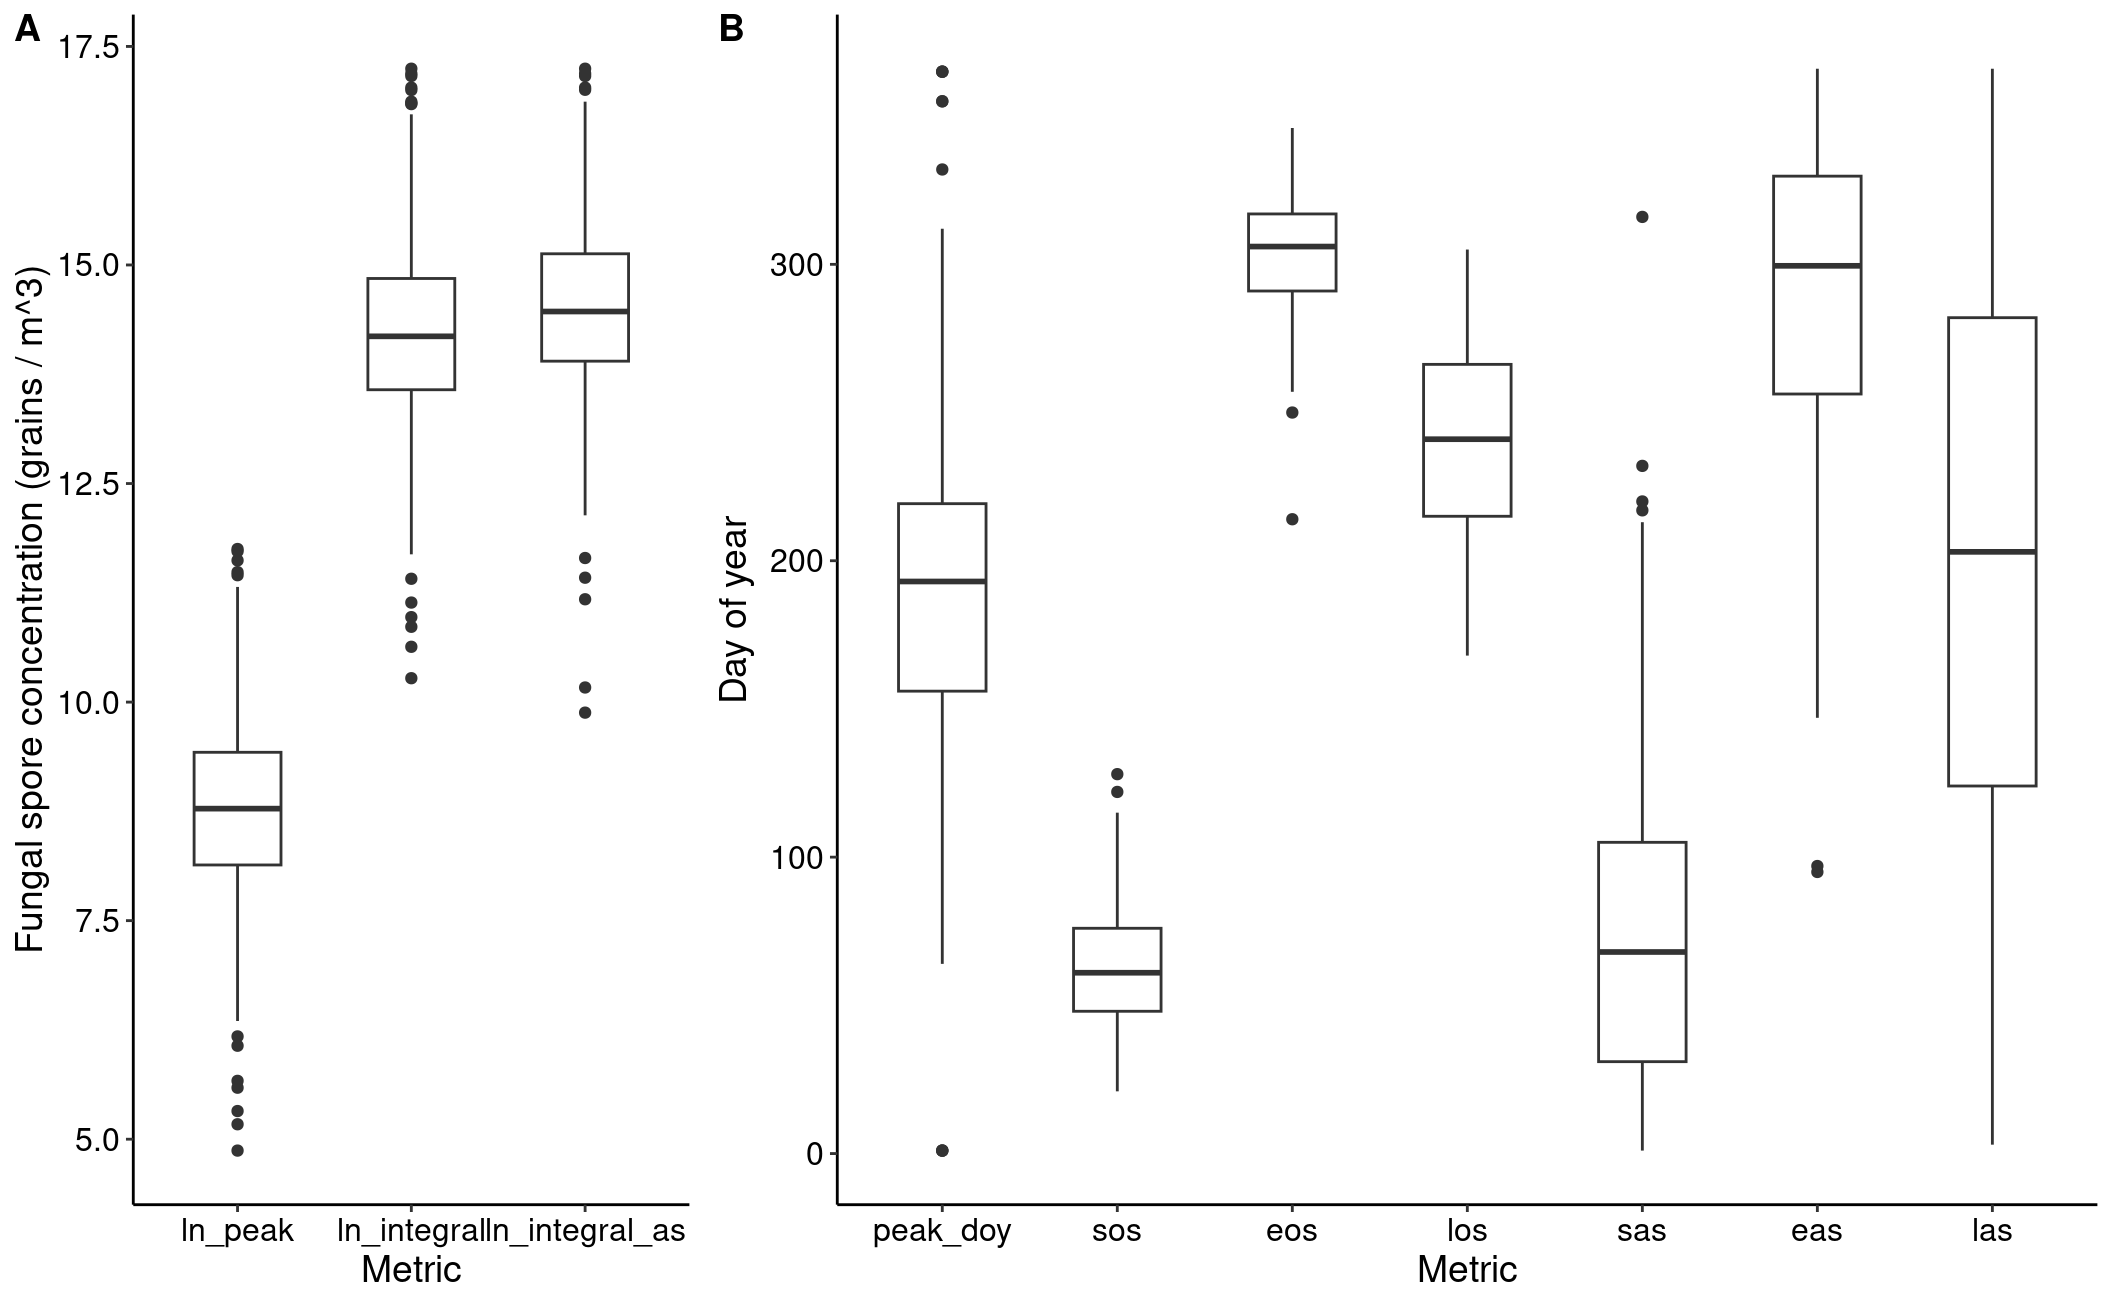 A
17.5
15.0
12.5
10.0
7.5
5.0
Fungal spore concentration (grains / m^3)
ln_peak ln_integral ln_integral_as
Metric
B
300
200
100
0
Day of year
peak_doy sos eos los sas eas las
Metric